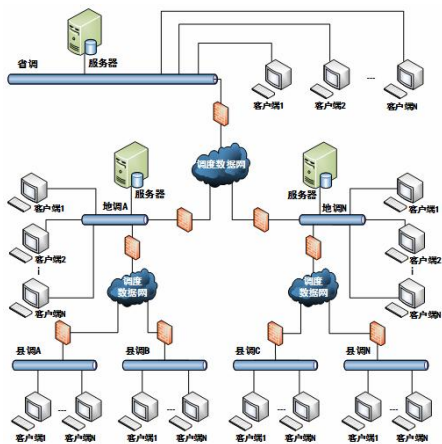 省调
服务器
客户端1
客户端2
...
客户端N
调度数据网
服务器
服务器
客户端1
地调A
地调N
客户端1
客户端2
客户端2
客户端N
客户端N
调度
数据网
调度
数据网
县调A
县调B
县调C
县调N
客户端1
...
客户端N
客户端1
...
客户端N
客户端1
...
客户端N
客户端1
...
客户端N